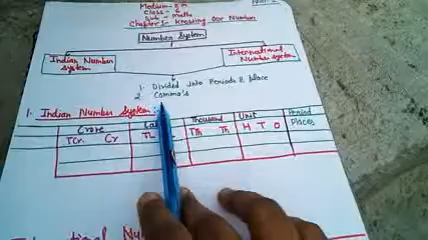 Medium - EM
Class - 6
Sub - Maths
Chapter 1 - Knowing Our Number
Number System
Indian Number System
International Number System
1. Divided into Periods & Place
2. Comma's
1. Indian Number System :
Crore La Thousand Unit Period
TCr Cr TL TTh Th H T O Places